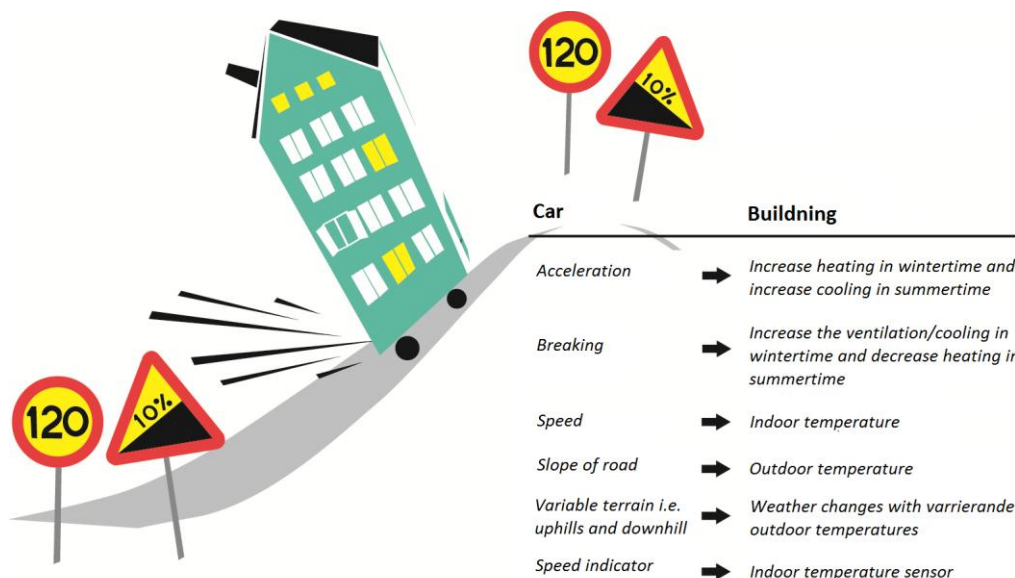 120
10%
120
10%
Car Buildning
Acceleration Increase heating in wintertime and
increase cooling in summertime
Breaking Increase the ventilation/cooling in
wintertime and decrease heating in
summertime
Speed Indoor temperature
Slope of road Outdoor temperature
Variable terrain i.e. Weather changes with varrierande
uphills and downhill outdoor temperatures
Speed indicator Indoor temperature sensor